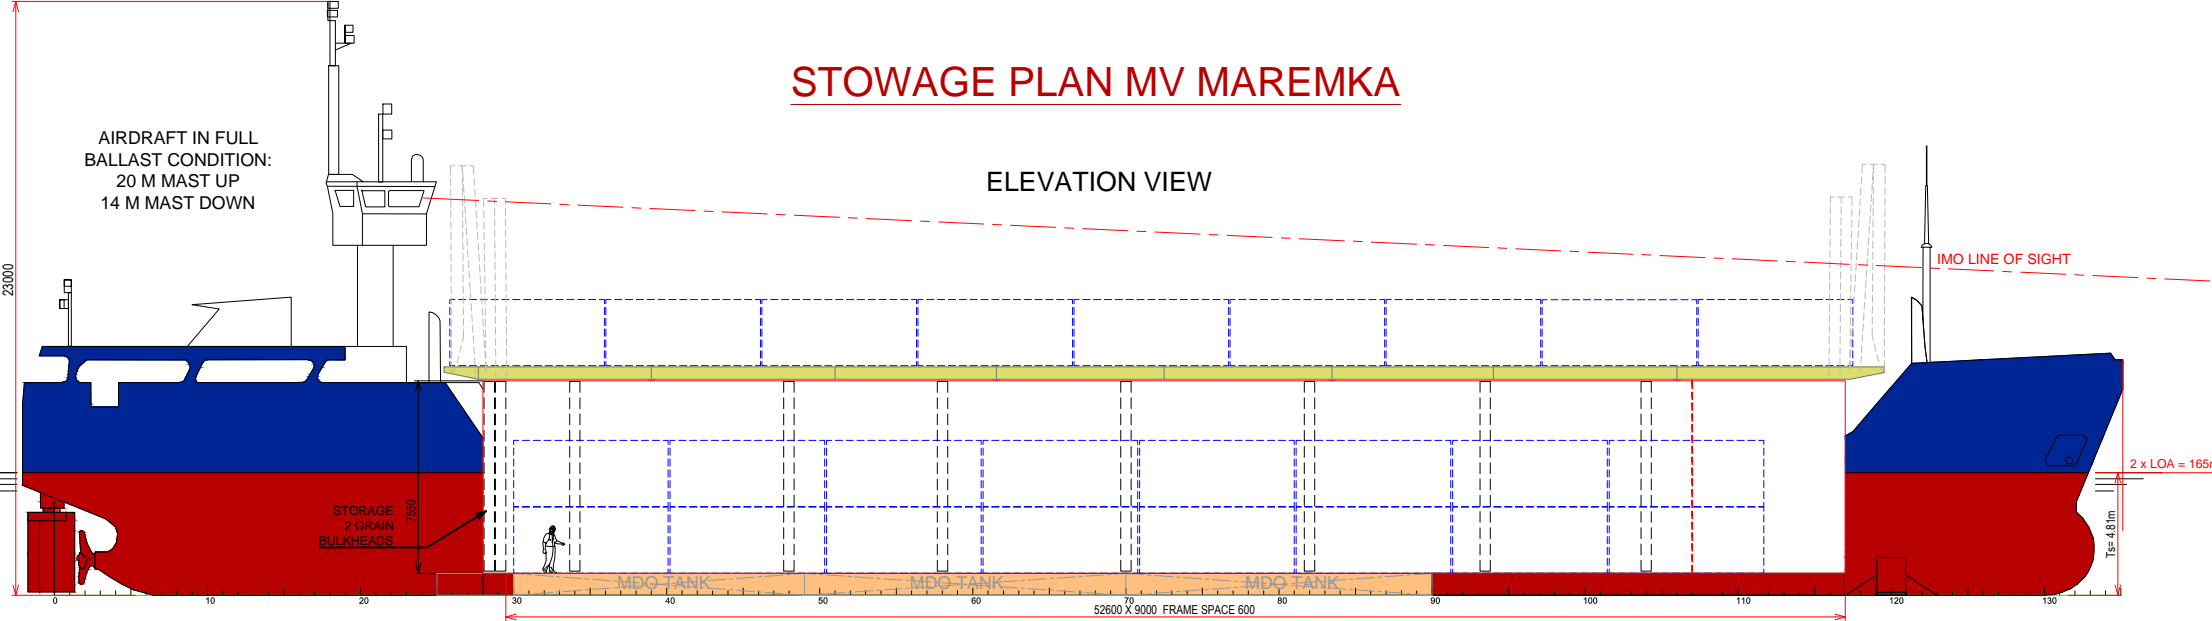 STOWAGE PLAN MV MAREMKA
AIRDRAFT IN FULL
BALLAST CONDITION:
20 M MAST UP
14 M MAST DOWN
ELEVATION VIEW
23000
IMO LINE OF SIGHT
2 x LOA = 165
STORAGE
2 GRAIN
BULKHEADS
7550
Ts= 4.81m
MDO TANK
MDO TANK
MDO TANK
0 10 20 30 40 50 60 70 80 90 100 110 120 130
52600 X 9000 FRAME SPACE 600